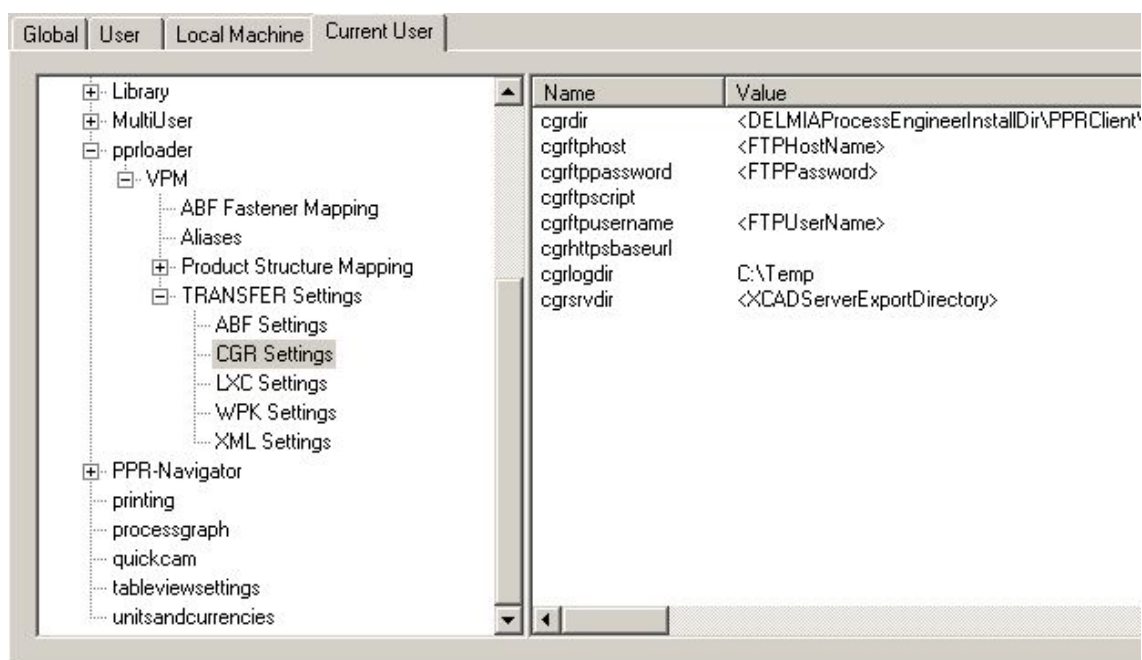 Global User Local Machine Current User
Library
MultiUser
pprloader
VPM
ABF Fastener Mapping
Aliases
Product Structure Mapping
TRANSFER Settings
ABF Settings
CGR Settings
LXC Settings
WPK Settings
XML Settings
PPR-Navigator
printing
processgraph
quickcam
tableviewsettings
unitsandcurrencies
Name Value
cgrdir <DELMIAProcessEngineerInstallDir\PPRClient\
cgrftphost <FTPHostName>
cgrftppassword <FTPPassword>
cgrftpscript
cgrftpusername <FTPUserName>
cgrhttpsbaseurl
cgrlogdir C:\Temp
cgrsrvdir <XCADServerExportDirectory>